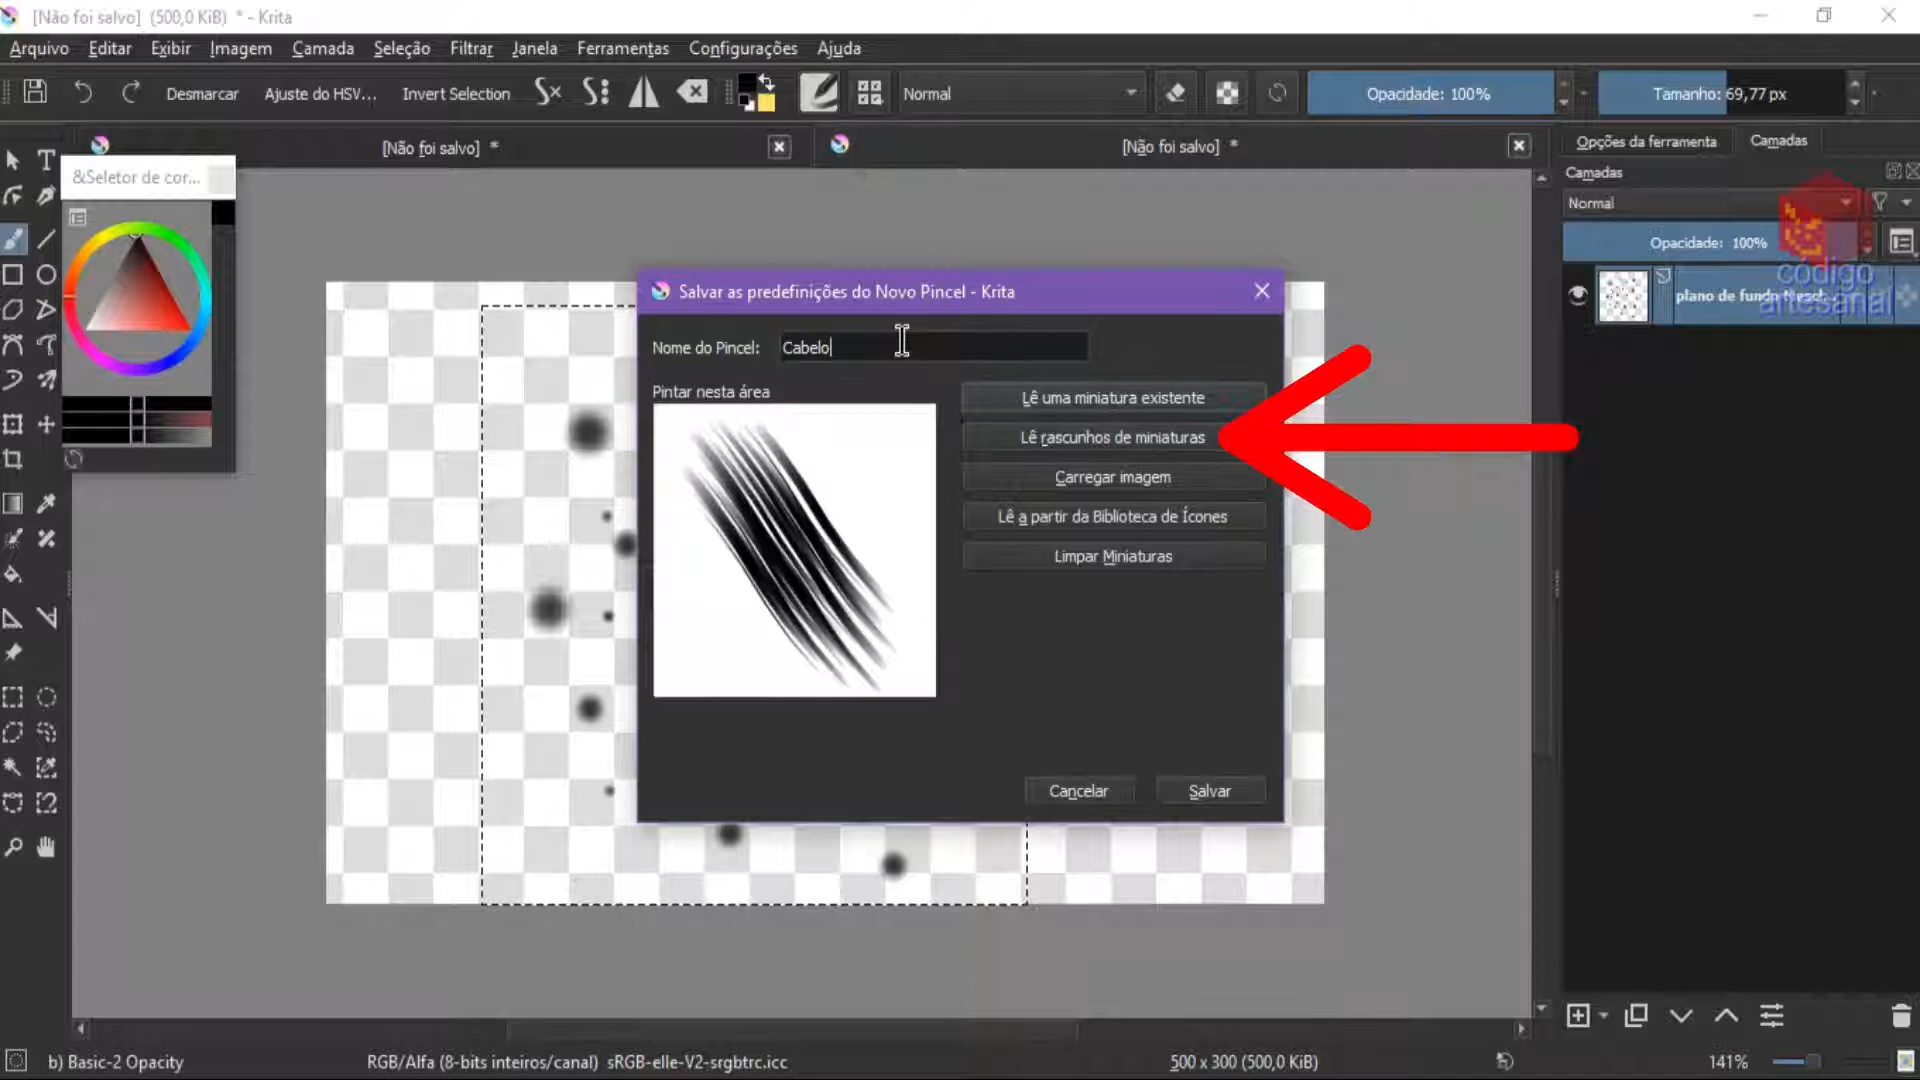 [Não foi salvo]  (500,0 KiB)  * - Krita
Arquivo Editar Exibir Imagem Camada Seleção Filtrar Janela Ferramentas Configurações Ajuda
Desmarcar Ajuste do HSV... Invert Selection Normal Opacidade: 100% Tamanho: 69,77 px
[Não foi salvo] * [Não foi salvo] *
Opções da ferramenta Camadas
&Seletor de cor...
Camadas
Normal
Opacidade: 100%
código
artesanal
Salvar as predefinições do Novo Pincel - Krita
Nome do Pincel: Cabelo
Pintar nesta área
Lê uma miniatura existente
Lê rascunhos de miniaturas
Carregar imagem
Lê a partir da Biblioteca de Ícones
Limpar Miniaturas
Cancelar Salvar
plano de fundo
b) Basic-2 Opacity RGB/Alfa (8-bits inteiros/canal) sRGB-elle-V2-srgbtrc.icc 500 x 300 (500,0 KiB) 141%